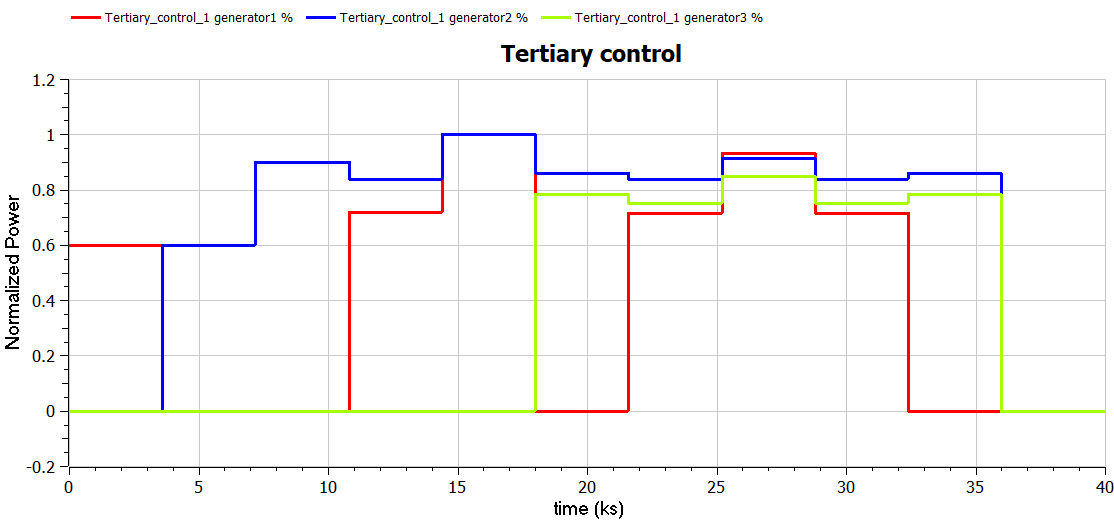 Tertiary_control_1 generator1 % Tertiary_control_1 generator2 % Tertiary_control_1 generator3 %
Tertiary control
Normalized Power
1.2
1
0.8
0.6
0.4
0.2
0
-0.2
0 5 10 15 20 25 30 35 40
time (ks)